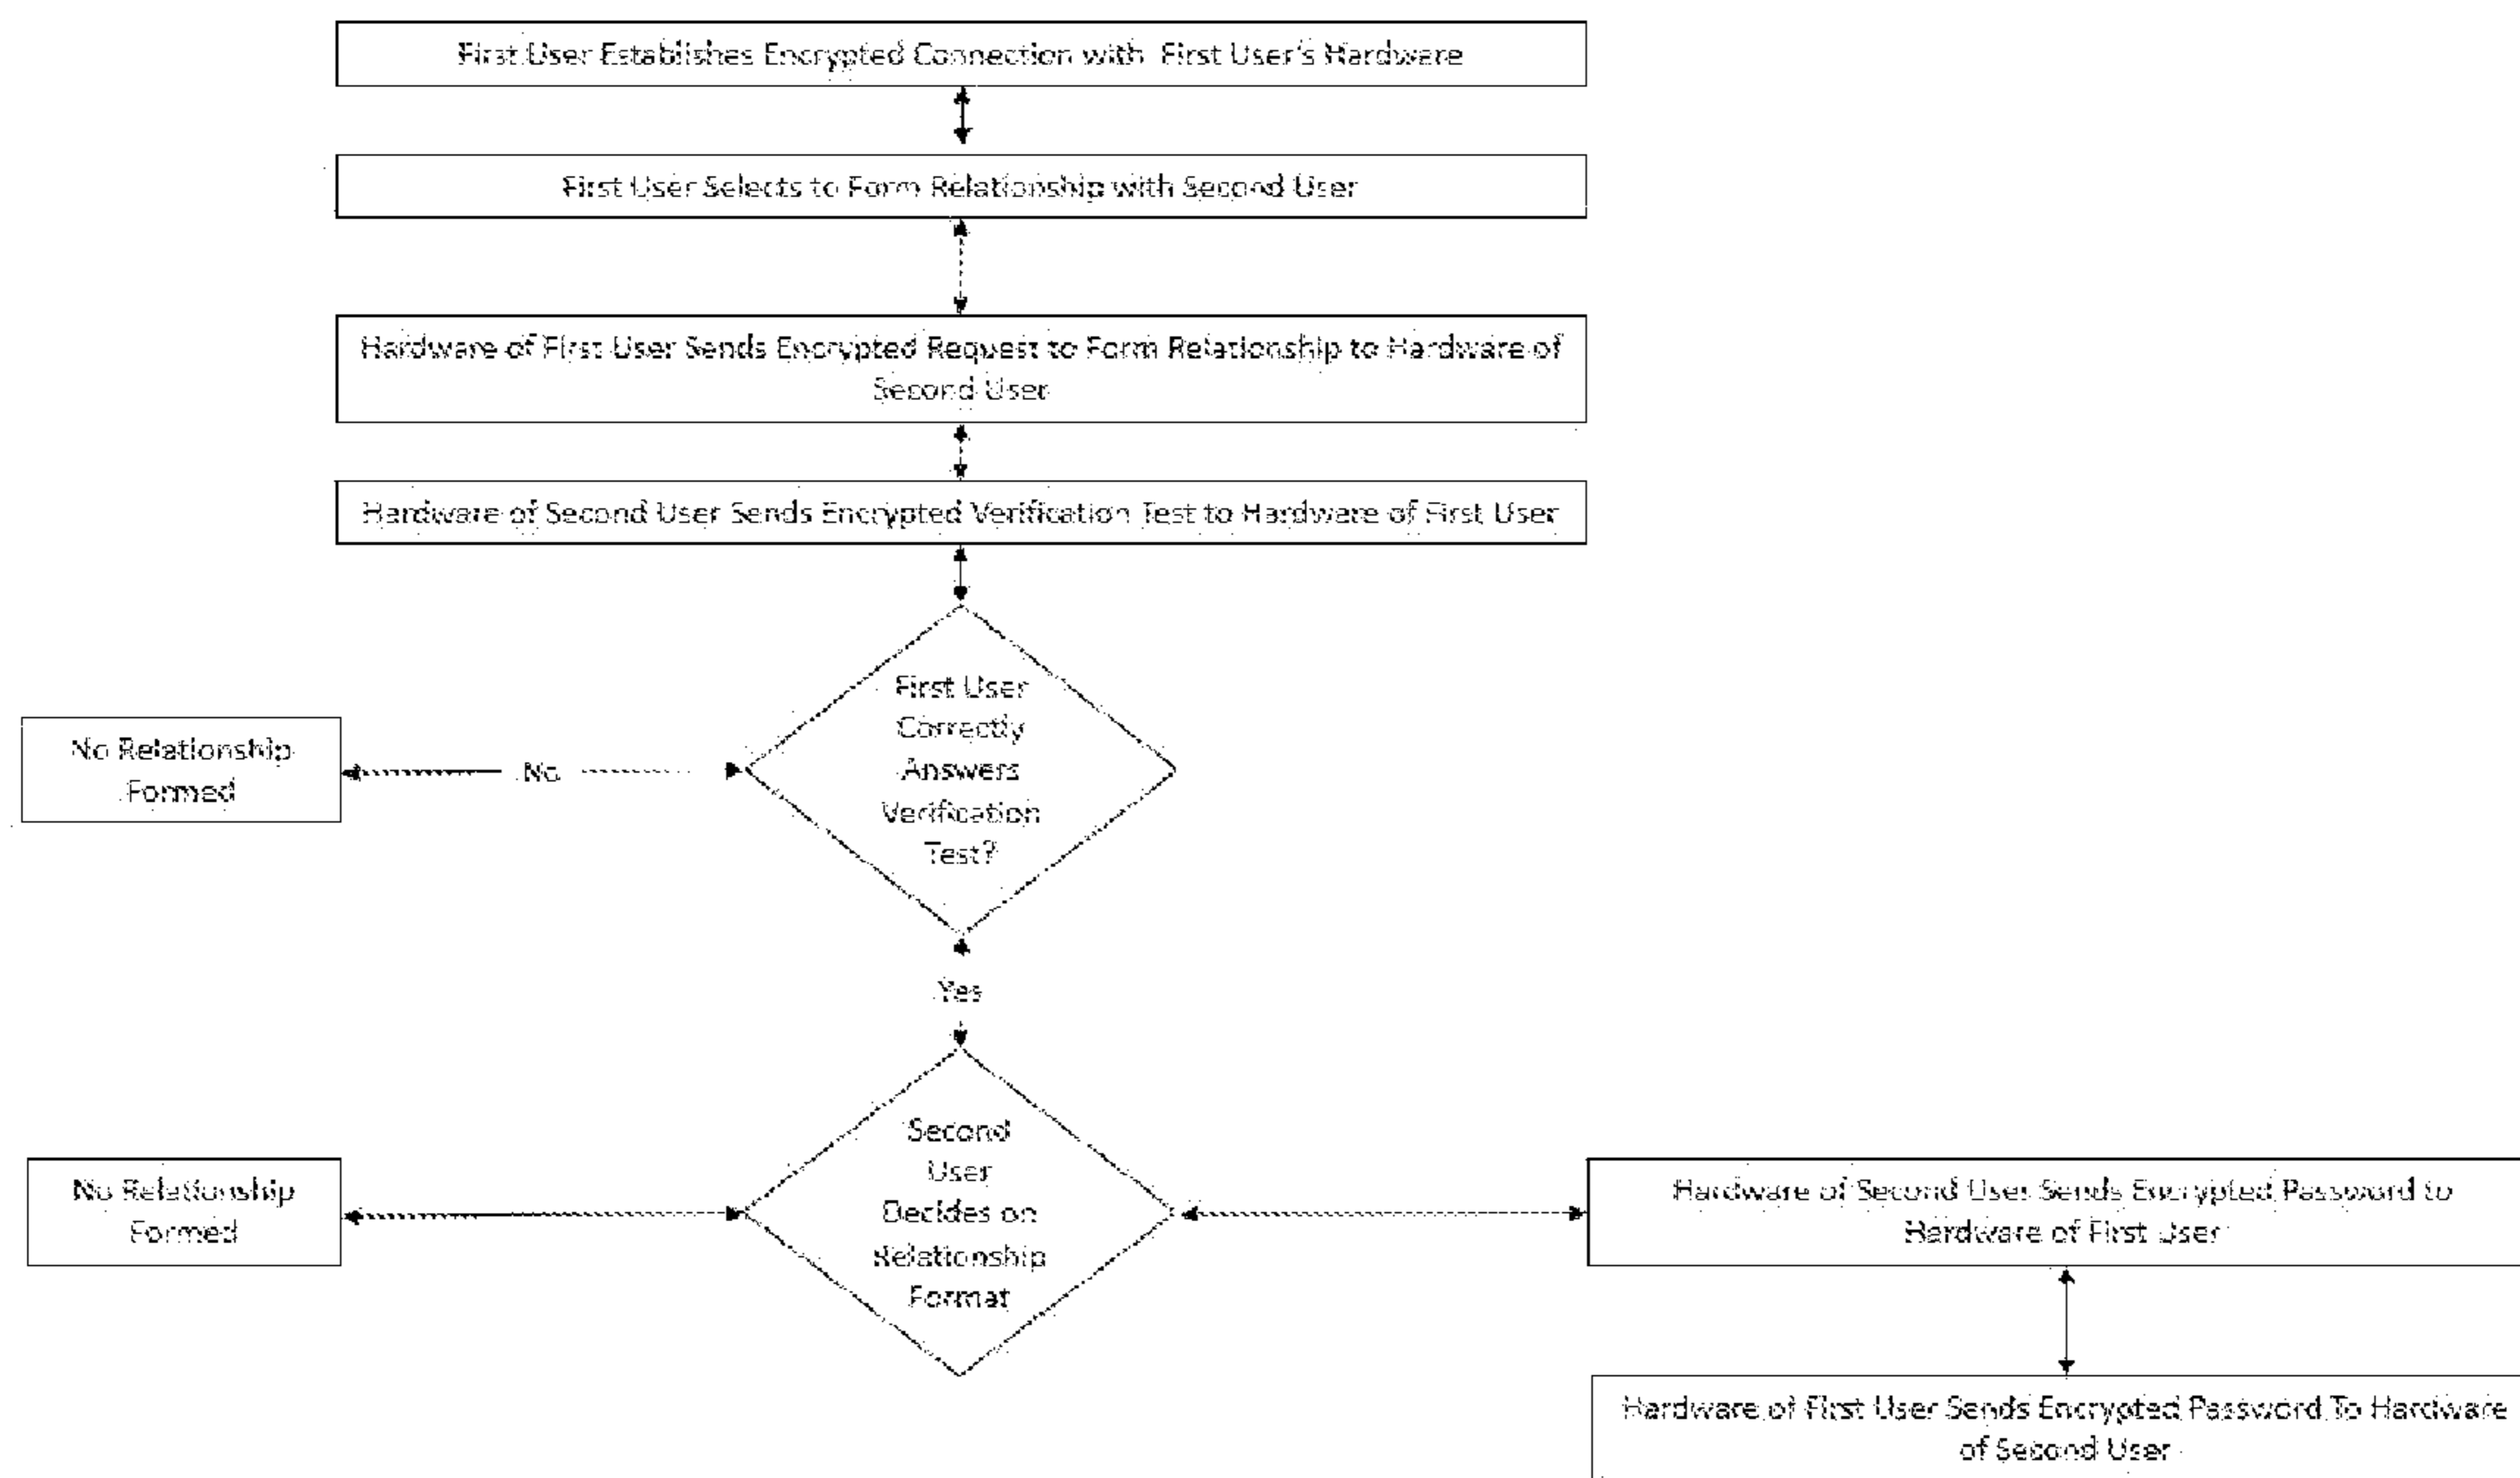 First User Establishes Encrypted Connection with First User's Hardware
First User Selects to Form Relationship with Second User
Hardware of First User Sends Encrypted Request to Form Relationship to Hardware of
Second User
Hardware of Second User Sends Encrypted Verification Test to Hardware of First User
First User
Correctly
Answers
Verification
Test?
No Relationship
Formed
No
Yes
Second
User
Decides on
Relationship
Format
No Relationship
Formed
Hardware of Second User Sends Encrypted Password to
Hardware of First User
Hardware of First User Sends Encrypted Password To Hardware
of Second User